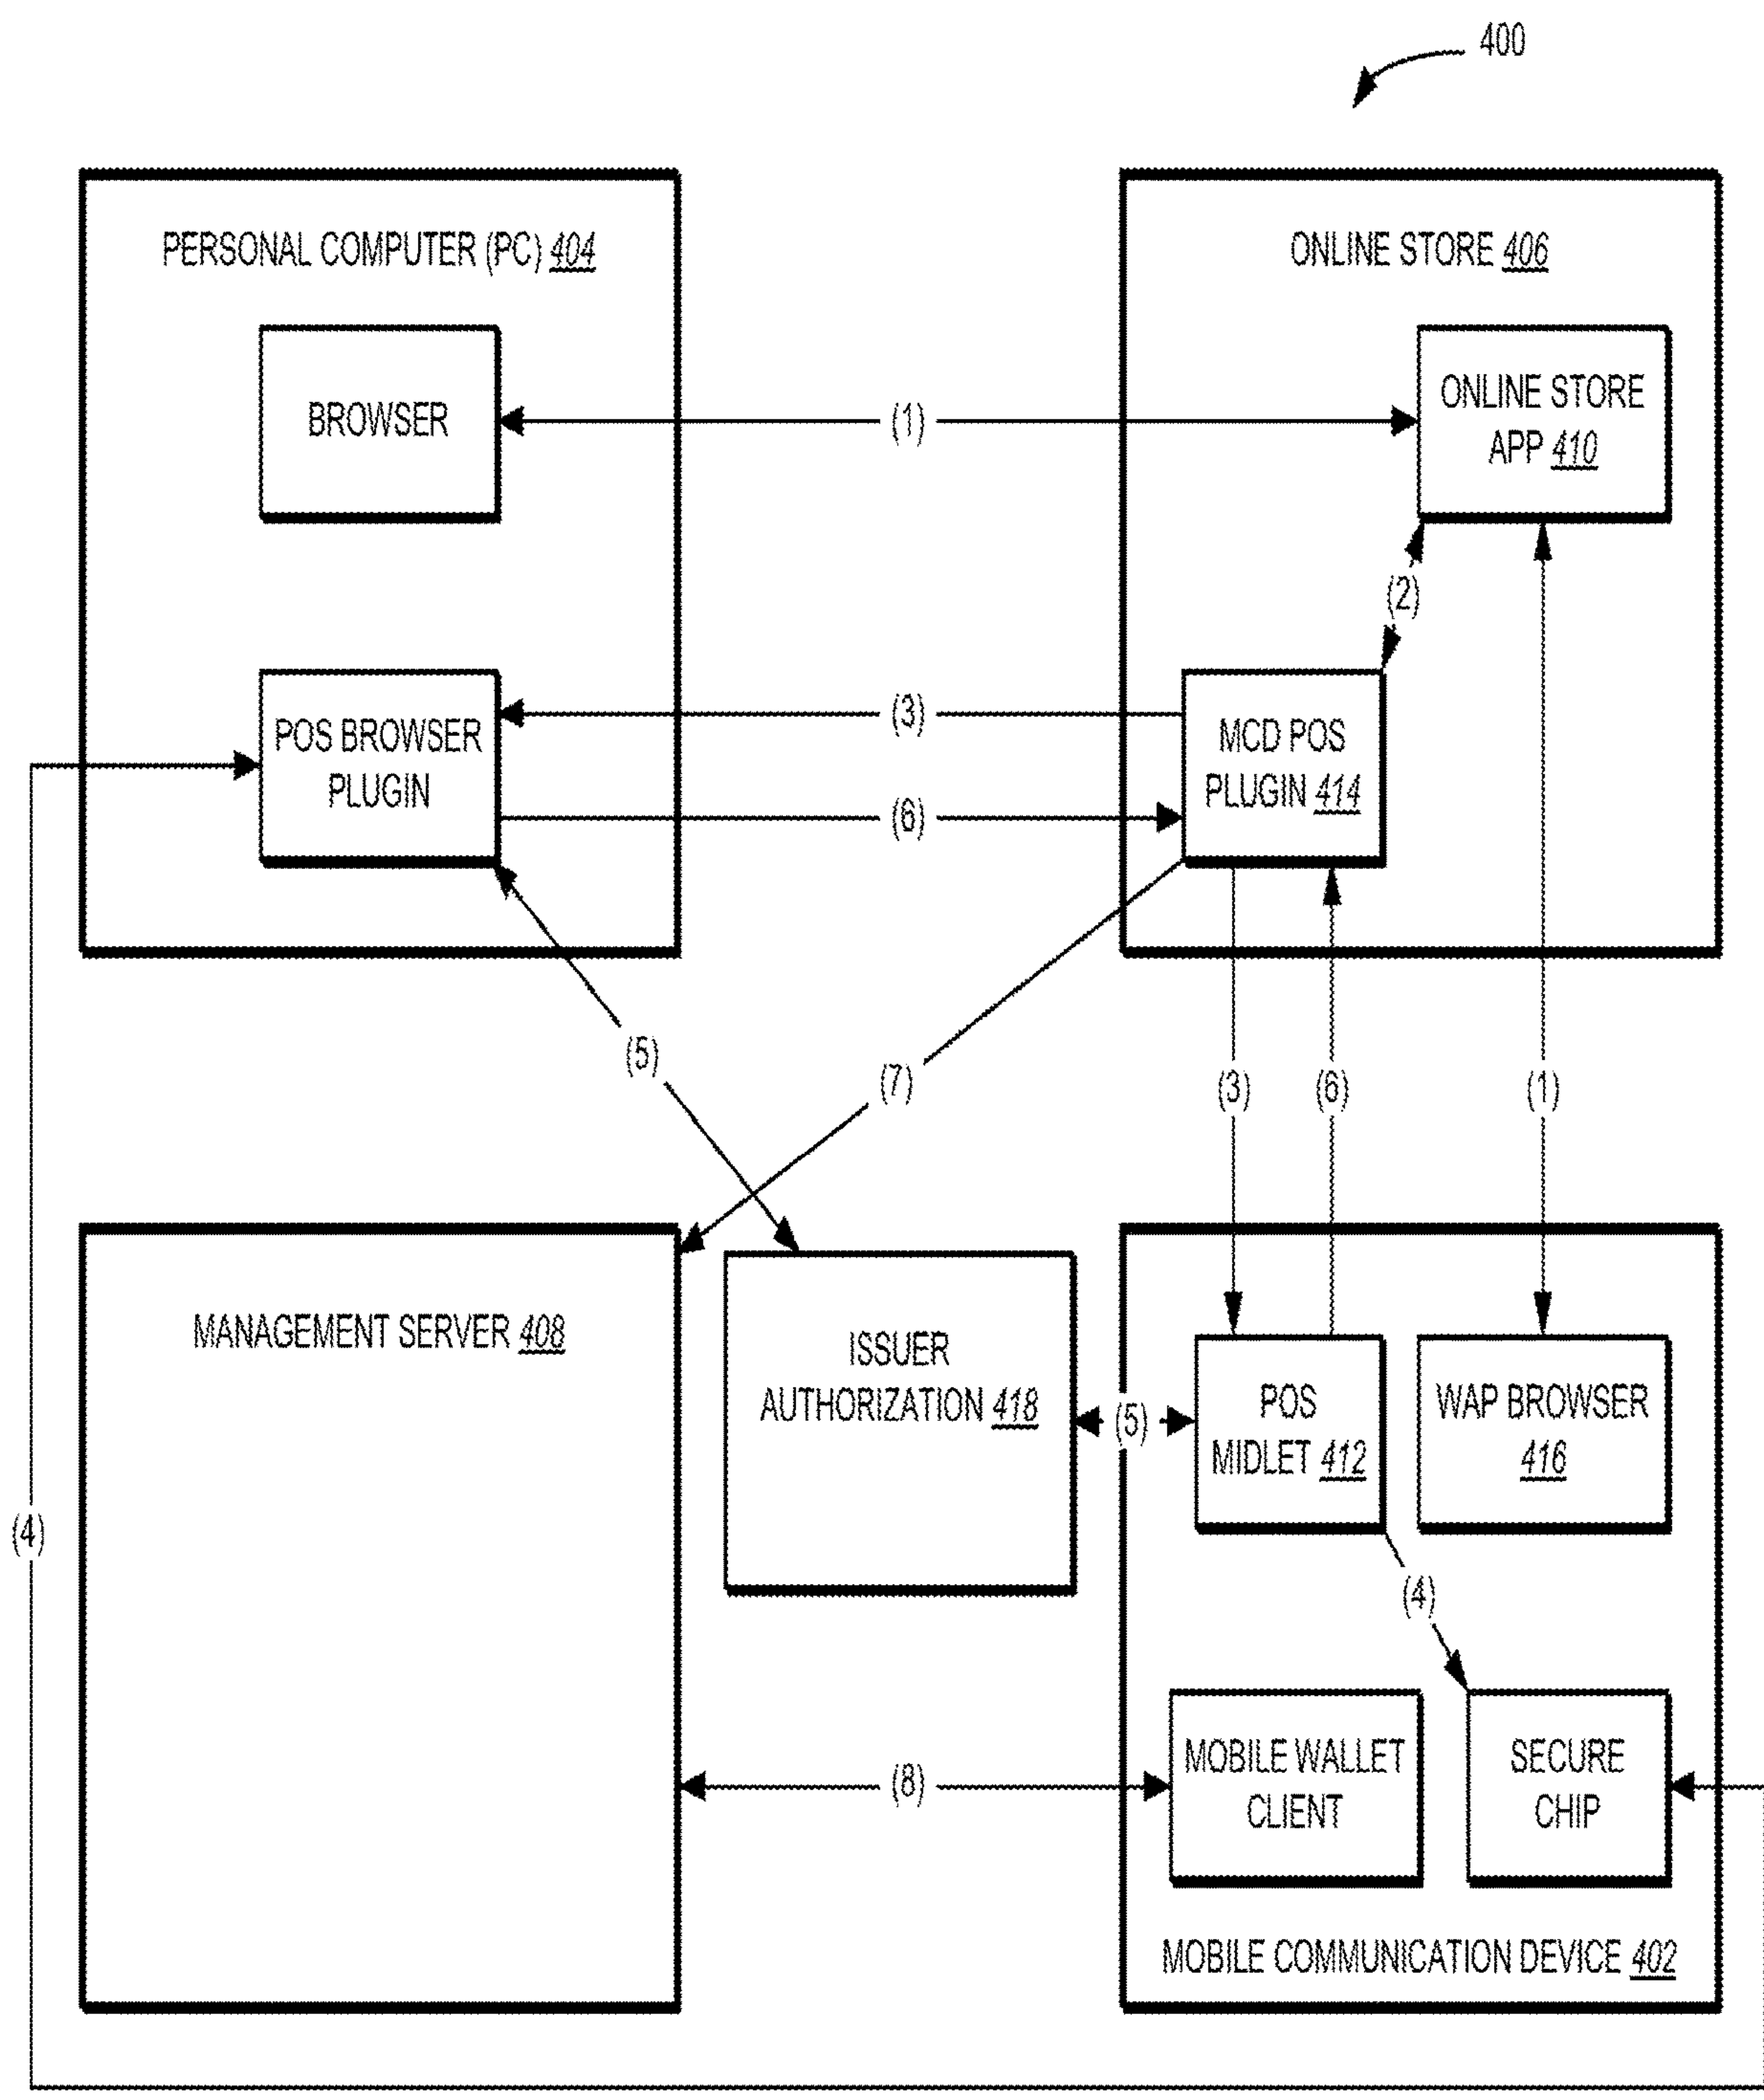 400
PERSONAL COMPUTER (PC) 404
ONLINE STORE 406
BROWSER
(1)
ONLINE STORE
APP 410
(2)
POS BROWSER
PLUGIN
(3)
(6)
MCD POS
PLUGIN 414
(5)
(7)
(3)
(6)
(1)
MANAGEMENT SERVER 408
ISSUER
AUTHORIZATION 418
(5)
POS
MIDLET 412
WAP BROWSER
416
(4)
(4)
(8)
MOBILE WALLET
CLIENT
SECURE
CHIP
MOBILE COMMUNICATION DEVICE 402